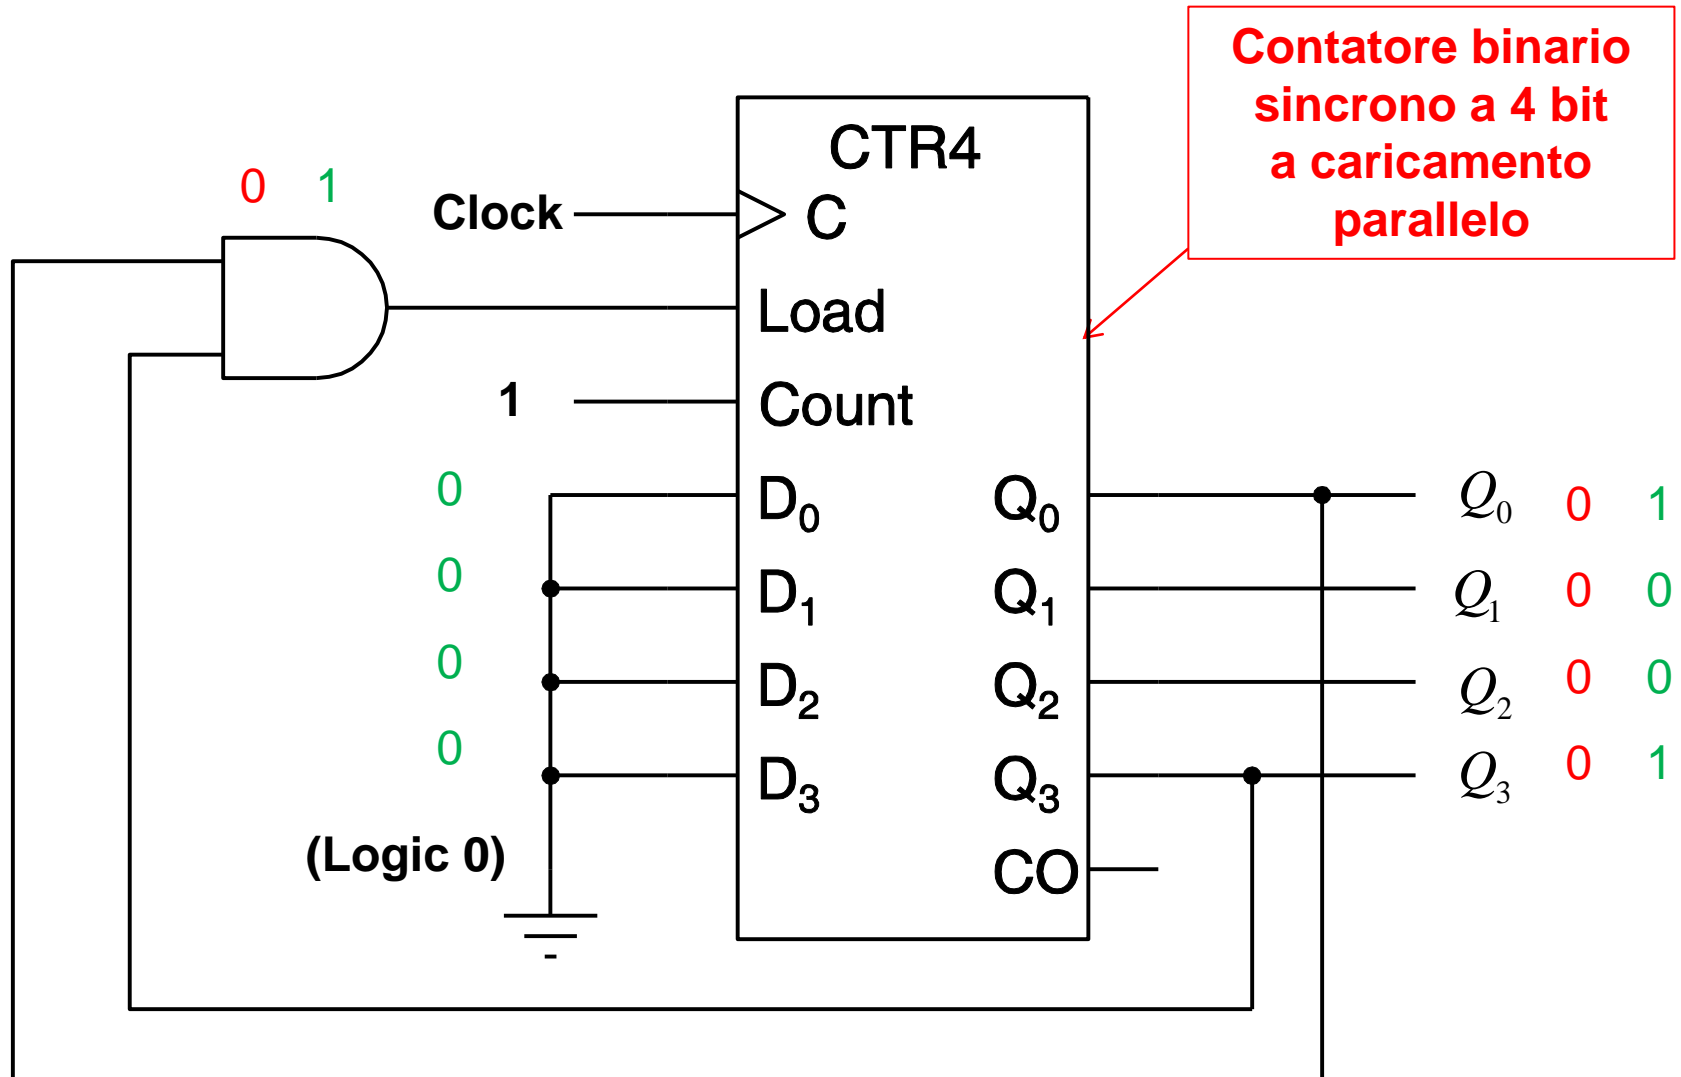 Contatore binario
sincrono a 4 bit
a caricamento
parallelo
CTR4
0 1
Clock
C
Load
1
Count
0
D0
Q0
Q0 0 1
0
D1
Q1
Q1 0 0
0
D2
Q2
Q2 0 0
0
D3
Q3
Q3 0 1
(Logic 0)
CO